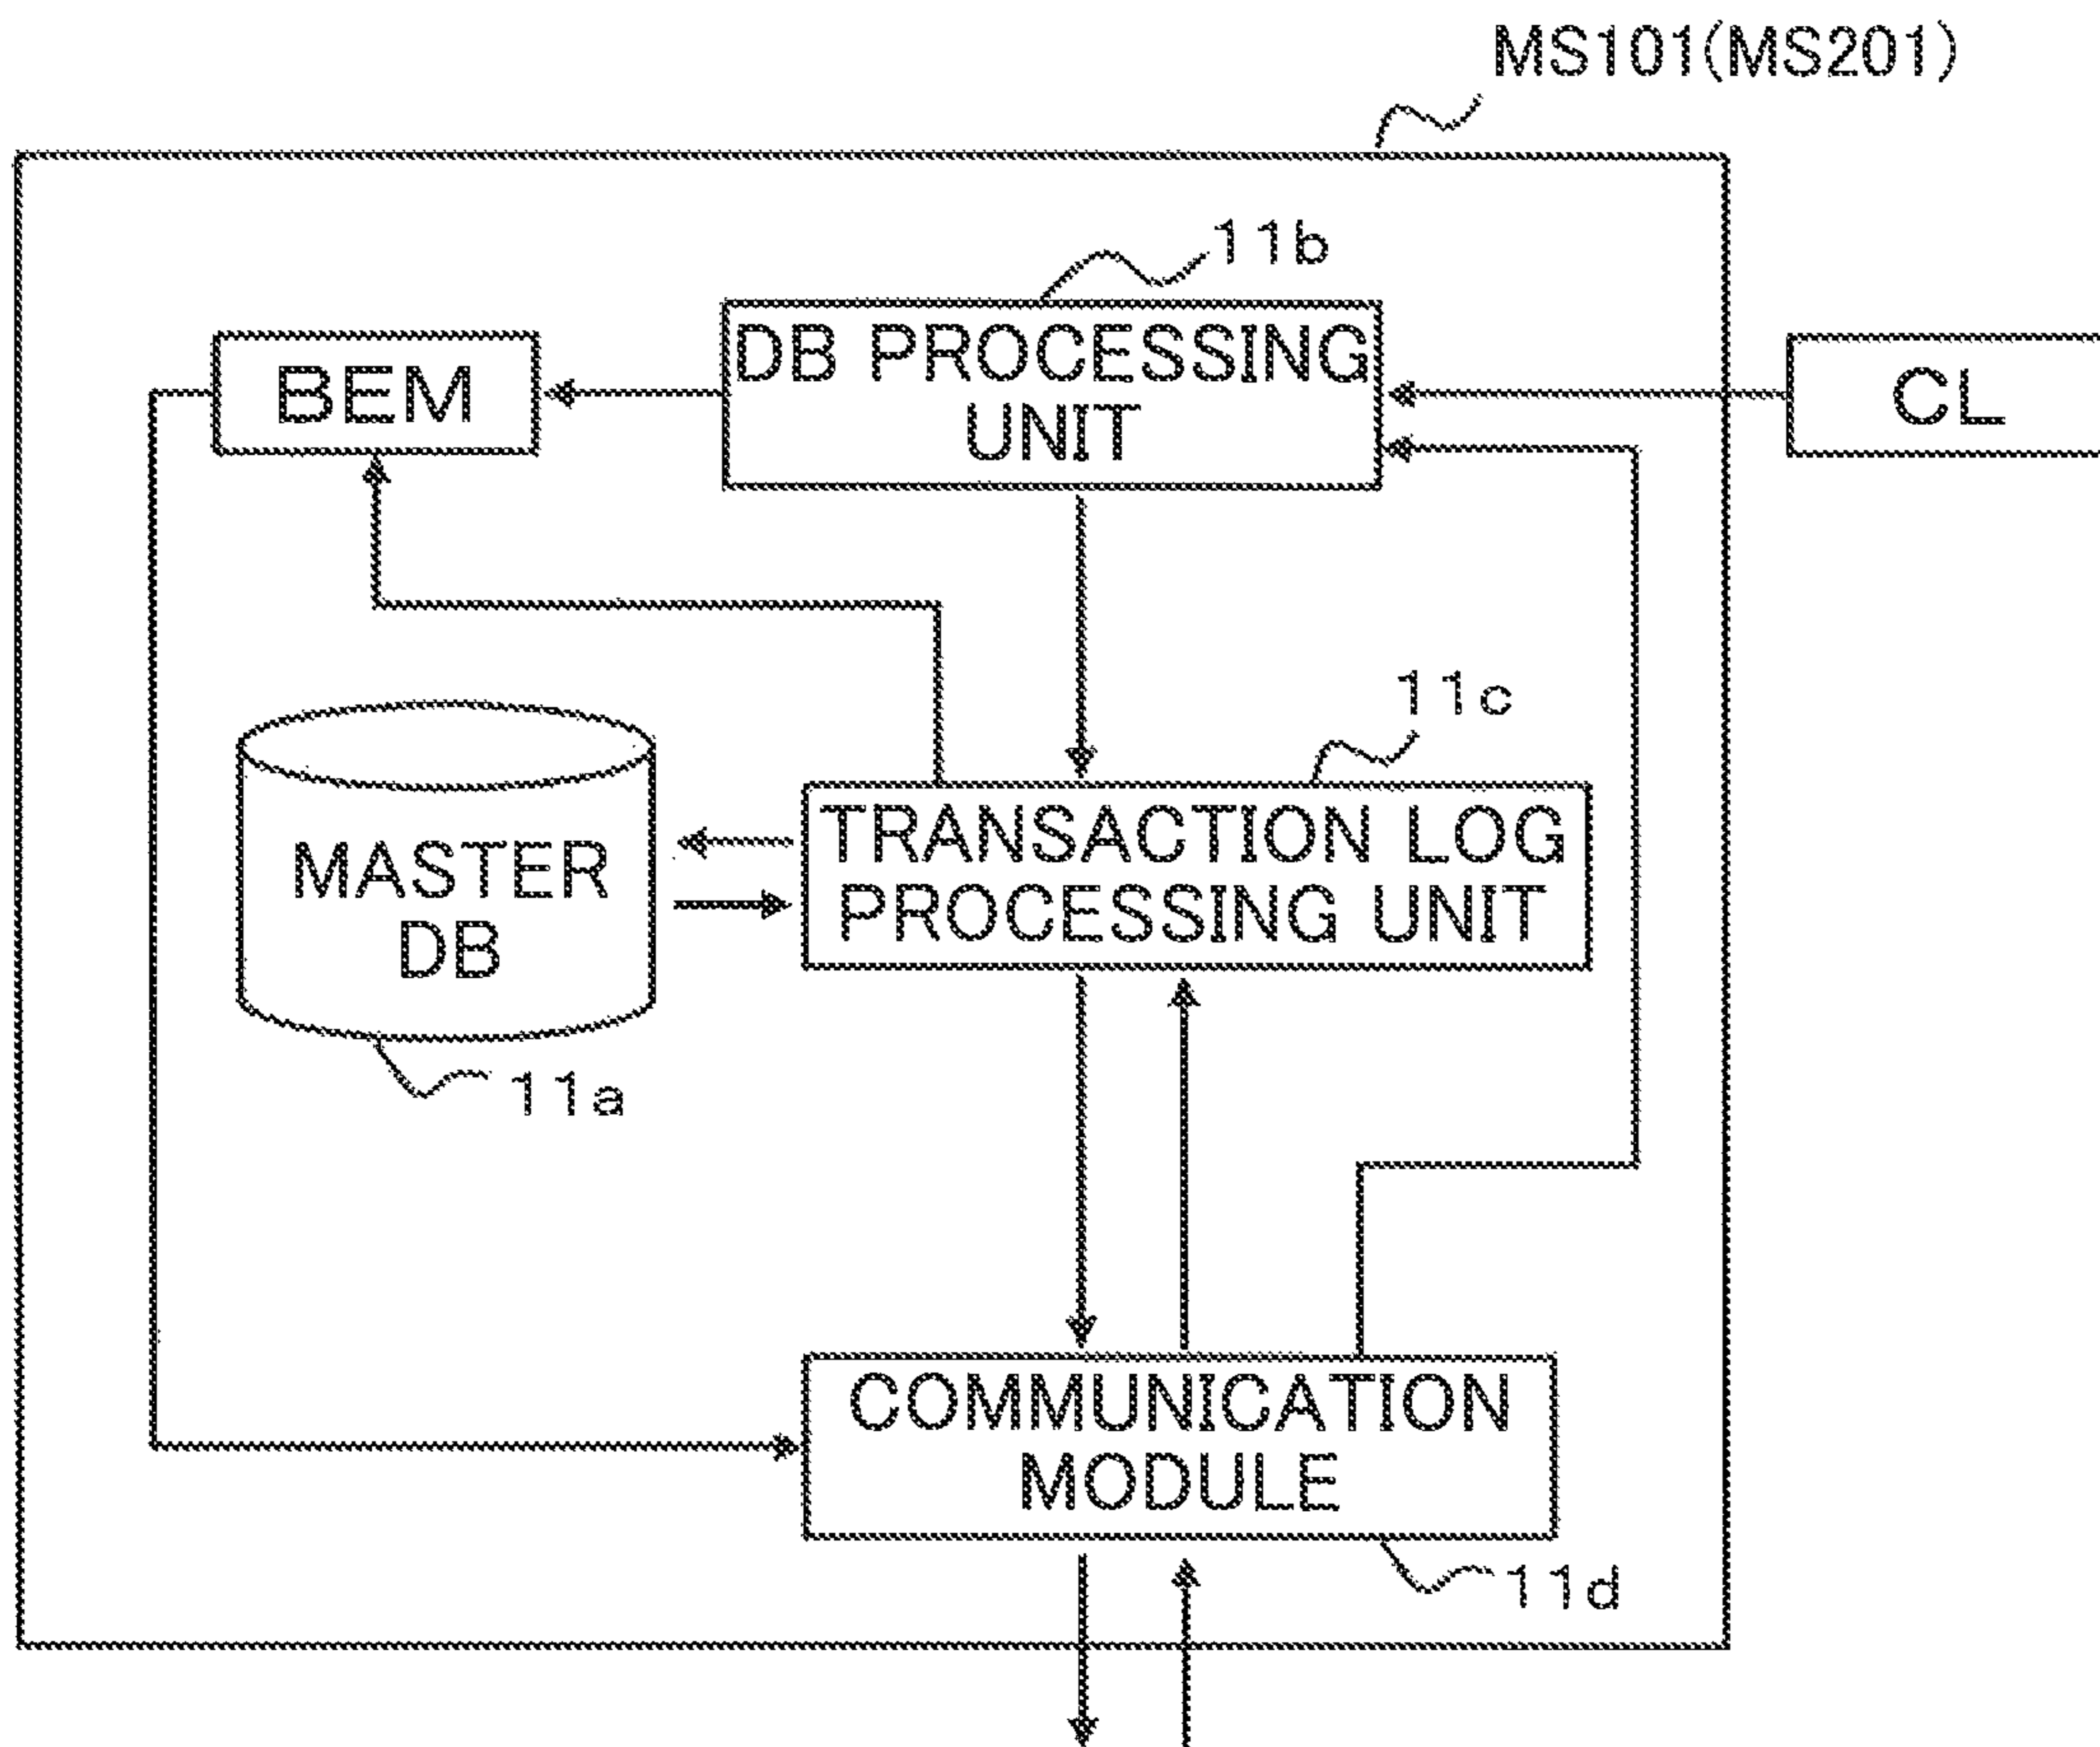 MS101(MS201)
11b
DB PROCESSING
UNIT
BEM
CL
11c
TRANSACTION LOG
PROCESSING UNIT
MASTER
DB
11a
COMMUNICATION
MODULE
11d